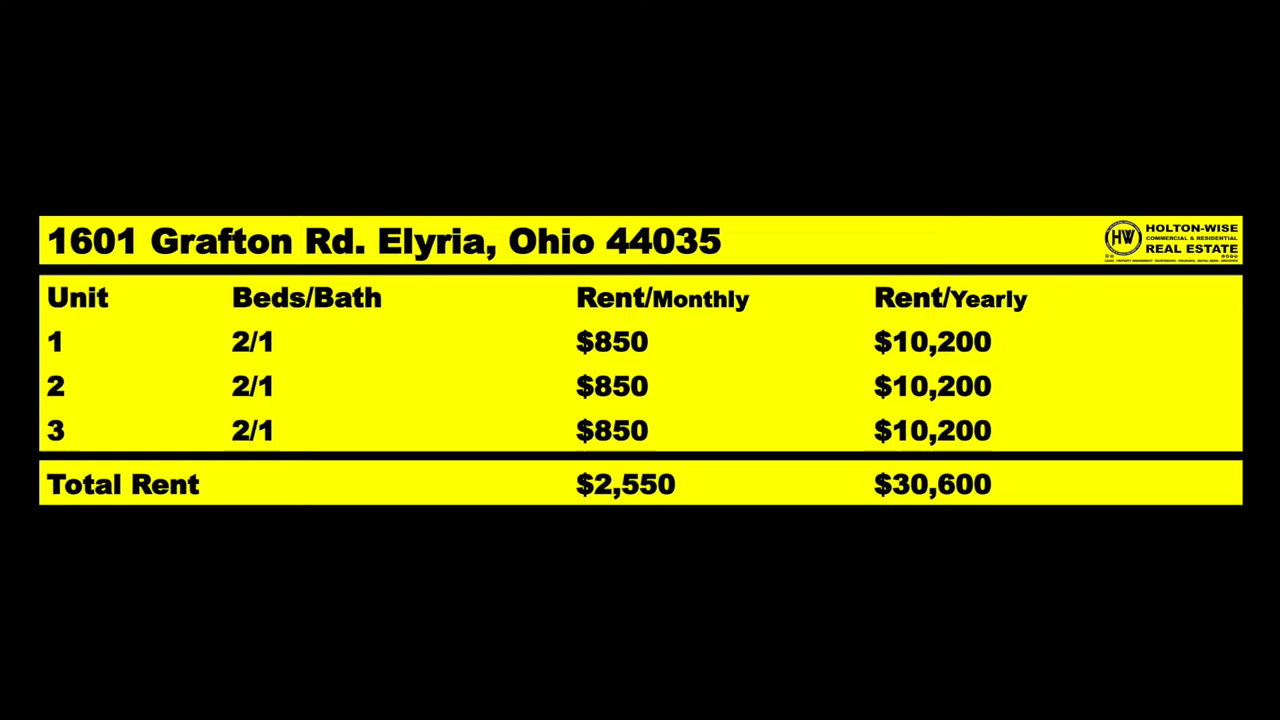 1601 Grafton Rd. Elyria, Ohio 44035
HW
HOLTON-WISE
COMMERCIAL & RESIDENTIAL
REAL ESTATE
Unit Beds/Bath Rent/Monthly Rent/Yearly
1 2/1 $850 $10,200
2 2/1 $850 $10,200
3 2/1 $850 $10,200
Total Rent $2,550 $30,600